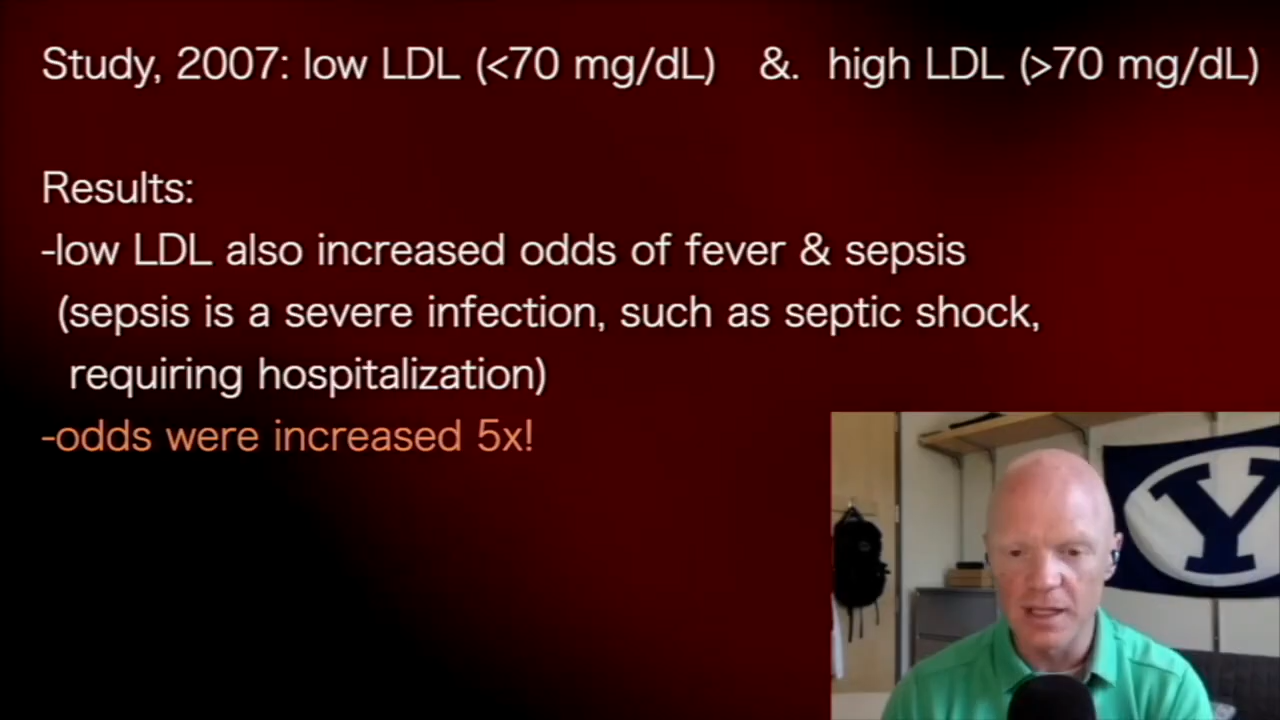 Study, 2007: low LDL (<70 mg/dL) &. high LDL (>70 mg/dL)
Results:
-low LDL also increased odds of fever & sepsis
(sepsis is a severe infection, such as septic shock,
requiring hospitalization)
-odds were increased 5x!
Y